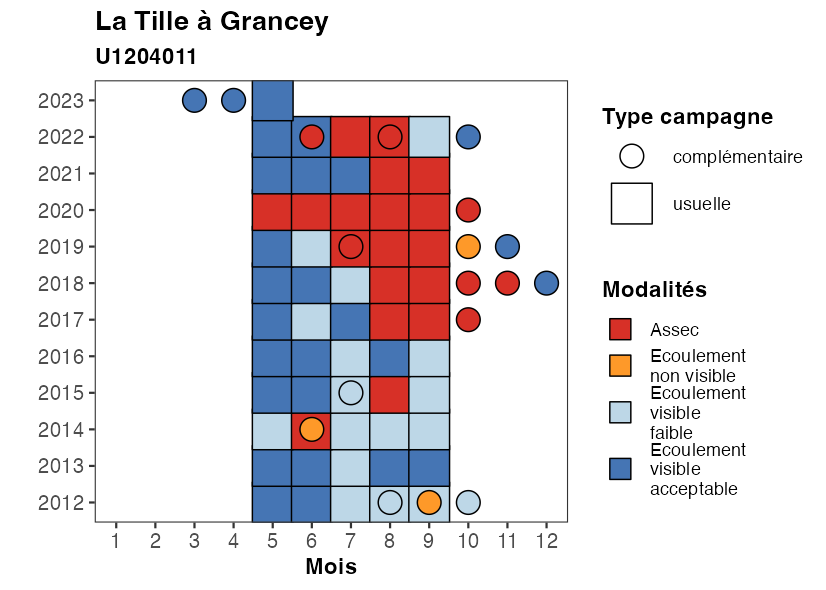 La Tille à Grancey
U1204011
2023
2022
2021
2020
2019
2018
2017
2016
2015
2014
2013
2012
1 2 3 4 5 6 7 8 9 10 11 12
Mois
Type campagne
complémentaire
usuelle
Modalités
Assec
Ecoulement
non visible
Ecoulement
visible
faible
Ecoulement
visible
acceptable